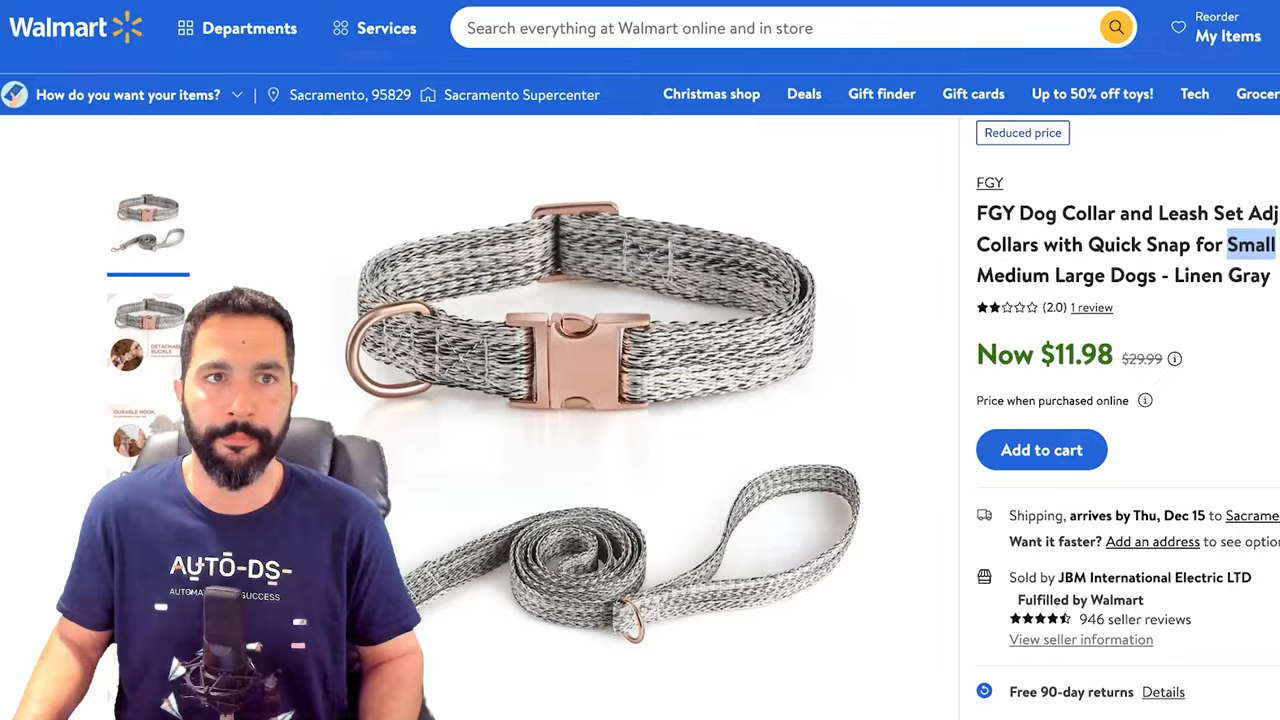 Walmart
Departments
Services
Search everything at Walmart online and in store
Reorder
My Items
How do you want your items?
|
Sacramento, 95829
Sacramento Supercenter
Christmas shop
Deals
Gift finder
Gift cards
Up to 50% off toys!
Tech
Grocer
Reduced price
FGY
FGY Dog Collar and Leash Set Adj
Collars with Quick Snap for Small
Medium Large Dogs - Linen Gray
(2.0) 1 review
Now $11.98 $29.99
Price when purchased online
Add to cart
Shipping, arrives by Thu, Dec 15 to Sacrame
Want it faster? Add an address to see optio
Sold by JBM International Electric LTD
Fulfilled by Walmart
946 seller reviews
View seller information
Free 90-day returns Details
DETACHABLE
BUCKLE
DURABLE HOOK
AUTO-DS-